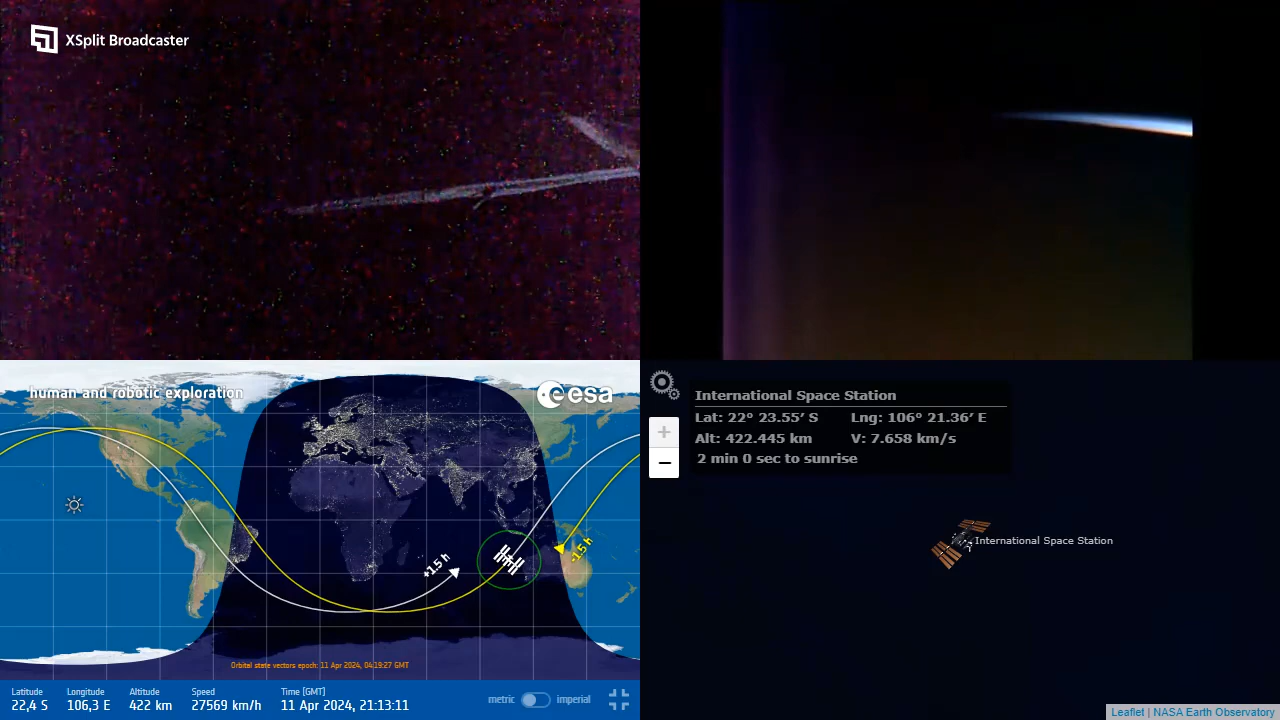 XSplit Broadcaster
human and robotic exploration
esa
+1.5 h
-1.5 h
Orbital state vectors epoch: 11 Apr 2024, 04:19:27 GMT
Latitude
22,4 S
Longitude
106,3 E
Altitude
422 km
Speed
27569 km/h
Time [GMT]
11 Apr 2024, 21:13:11
metric
imperial
+
−
International Space Station
Lat: 22° 23.55′ S
Lng: 106° 21.36′ E
Alt: 422.445 km
V: 7.658 km/s
2 min 0 sec to sunrise
International Space Station
Leaflet | NASA Earth Observatory